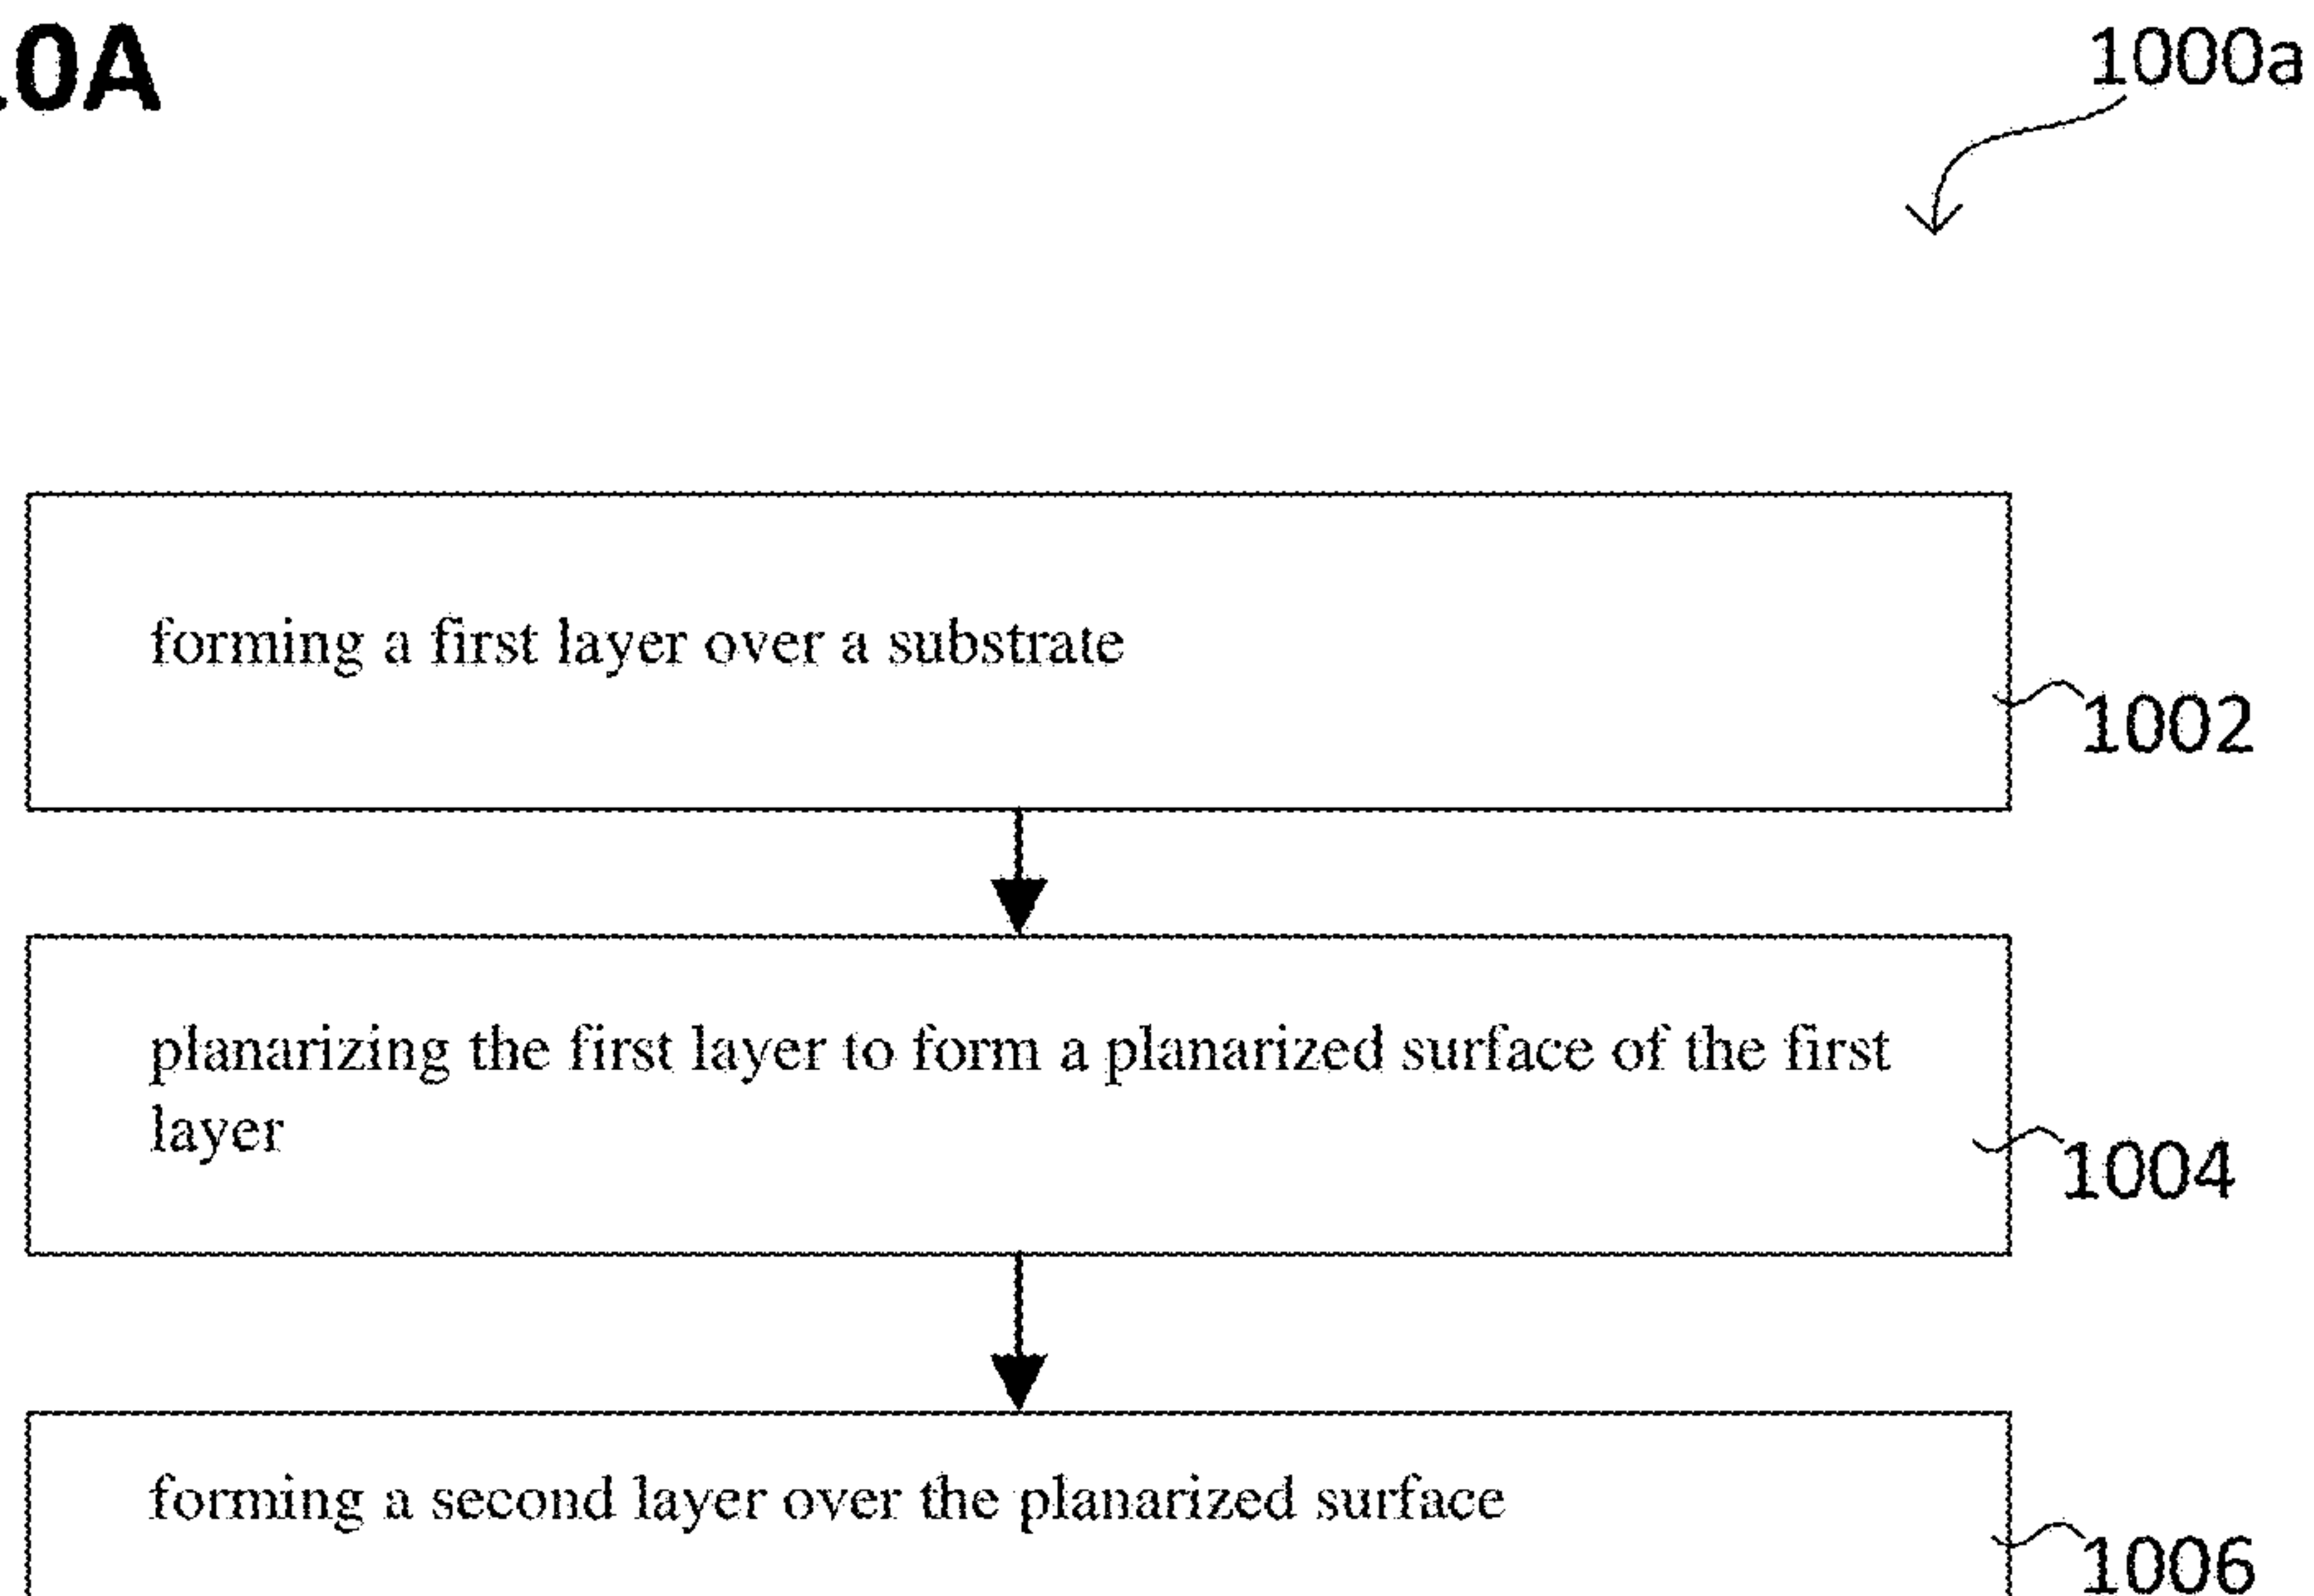 .0A
1000a
forming a first layer over a substrate
1002
planarizing the first layer to form a planarized surface of the first
layer
1004
forming a second layer over the planarized surface
1006